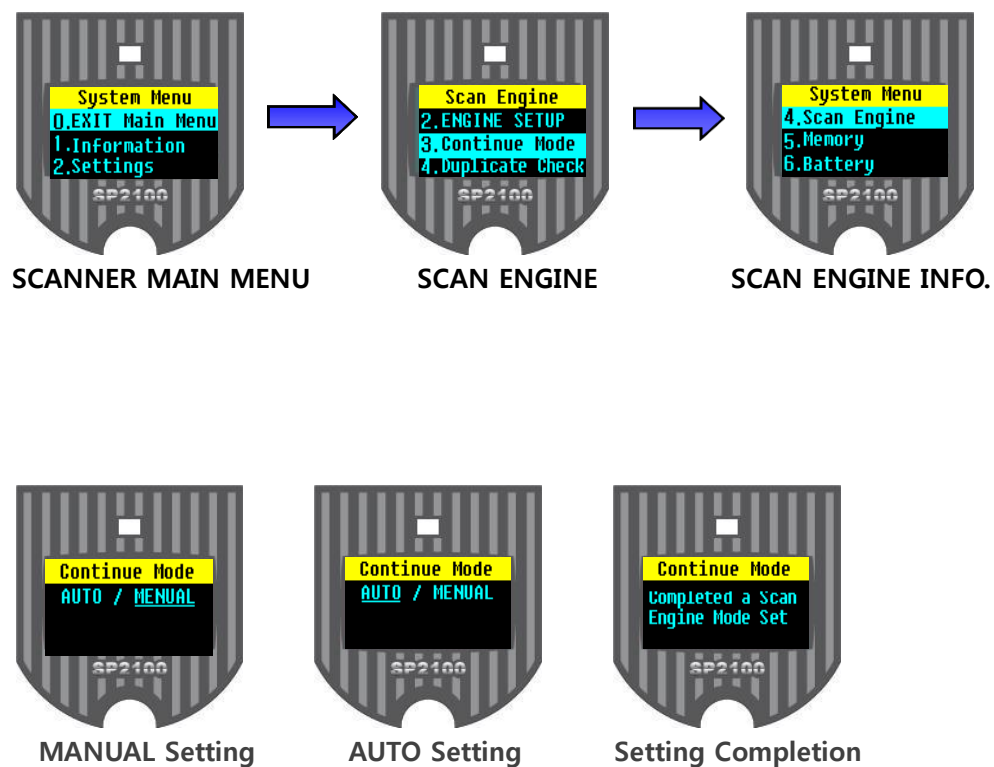 System Menu
0.EXIT Main Menu
1.Information
2.Settings
SP2100
SCANNER MAIN MENU
Scan Engine
2.ENGINE SETUP
3.Continue Mode
4.Duplicate Check
SP2100
SCAN ENGINE
System Menu
4.Scan Engine
5.Memory
6.Battery
SP2100
SCAN ENGINE INFO.
Continue Mode
AUTO / MENUAL
SP2100
MANUAL Setting
Continue Mode
AUTO / MENUAL
SP2100
AUTO Setting
Continue Mode
Completed a Scan
Engine Mode Set
SP2100
Setting Completion